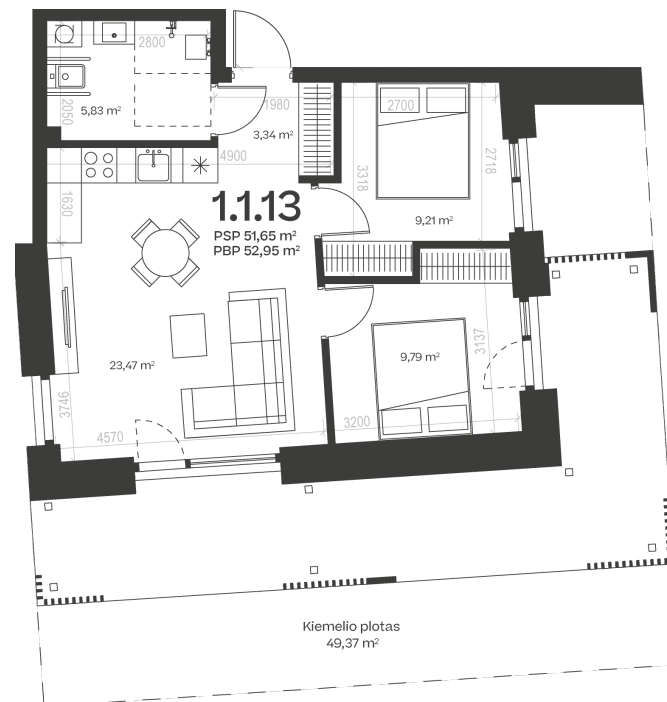 2800
2050
5,83 m²
1980
3,34 m²
4900
2700
3318
2718
9,21 m²
1630
1.1.13
PSP 51,65 m²
PBP 52,95 m²
23,47 m²
9,79 m²
3137
3746
4570
3200
Kiemelio plotas
49,37 m²